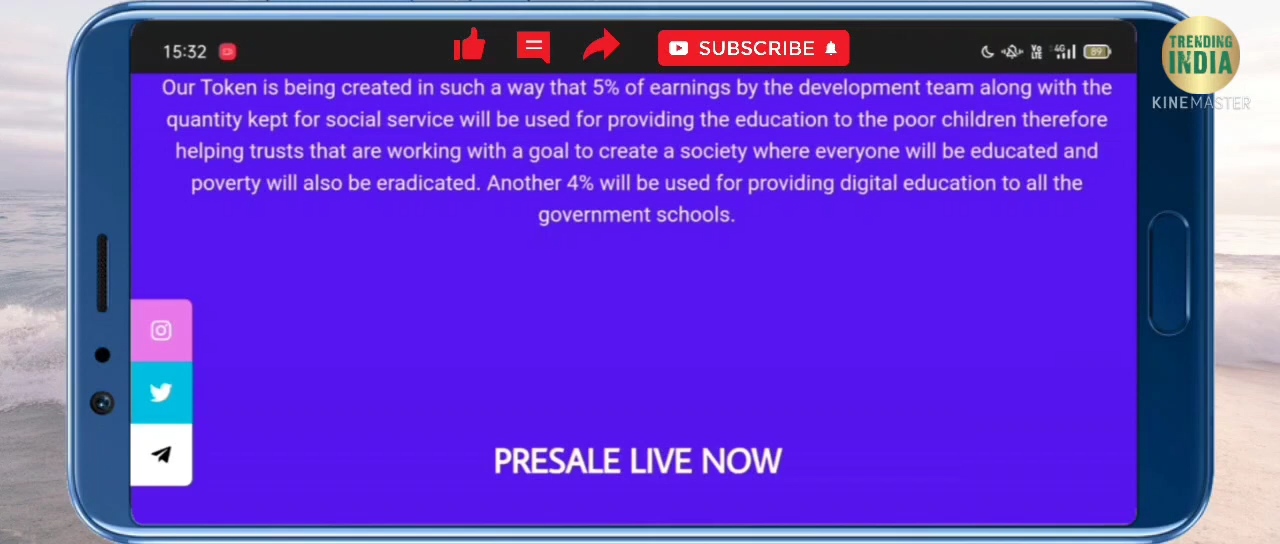 15:32
SUBSCRIBE
Vo LTE
4G
89
TRENDING
INDIA
KINEMASTER
Our Token is being created in such a way that 5% of earnings by the development team along with the
quantity kept for social service will be used for providing the education to the poor children therefore
helping trusts that are working with a goal to create a society where everyone will be educated and
poverty will also be eradicated. Another 4% will be used for providing digital education to all the
government schools.
PRESALE LIVE NOW